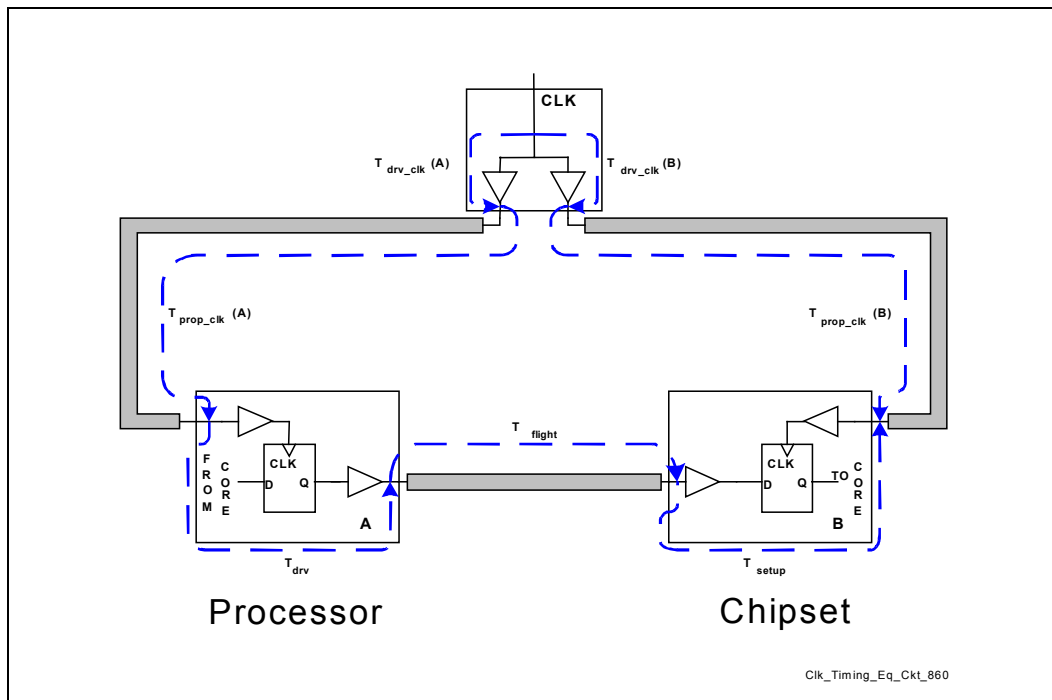 CLK
T drv_clk (A)
T drv_clk (B)
T prop_clk (A)
T prop_clk (B)
T flight
FROM
CORE
CLK
D Q
A
CLK
D Q
TO
CORE
B
T drv
T setup
Processor
Chipset
Clk_Timing_Eq_Ckt_860